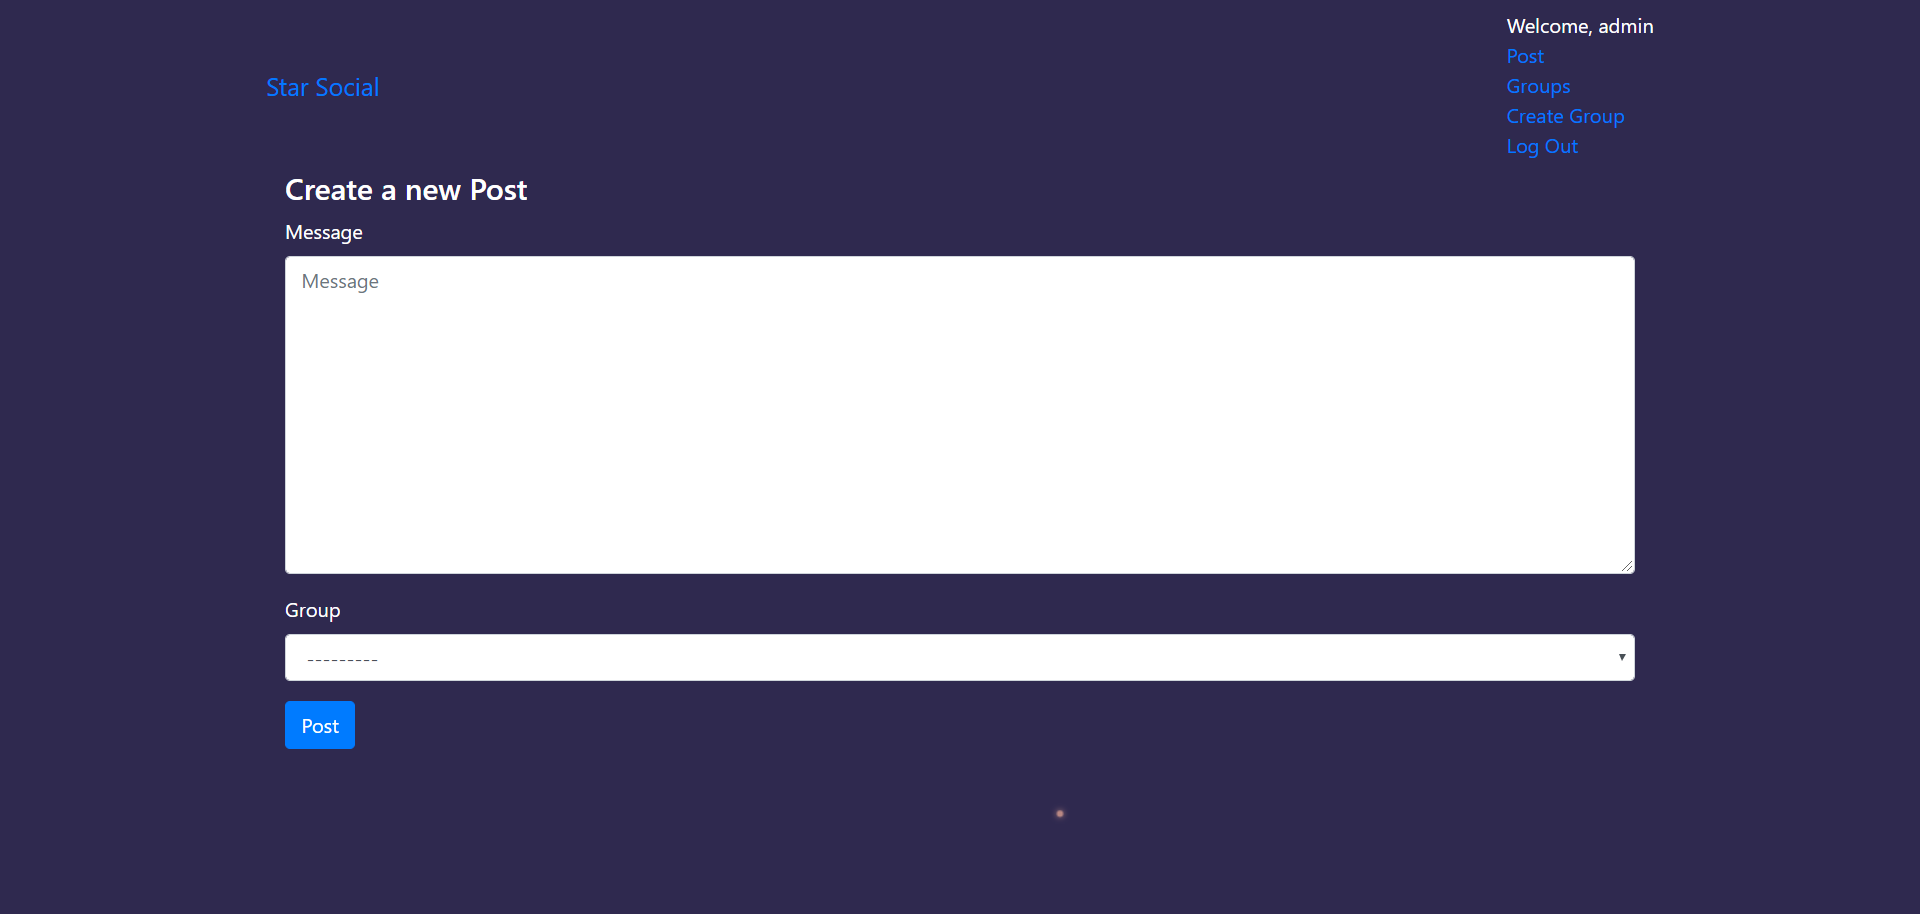 Welcome, admin
Post
Star Social
Groups
Create Group
Log Out
Create a new Post
Message
Message
Group
---------
Post